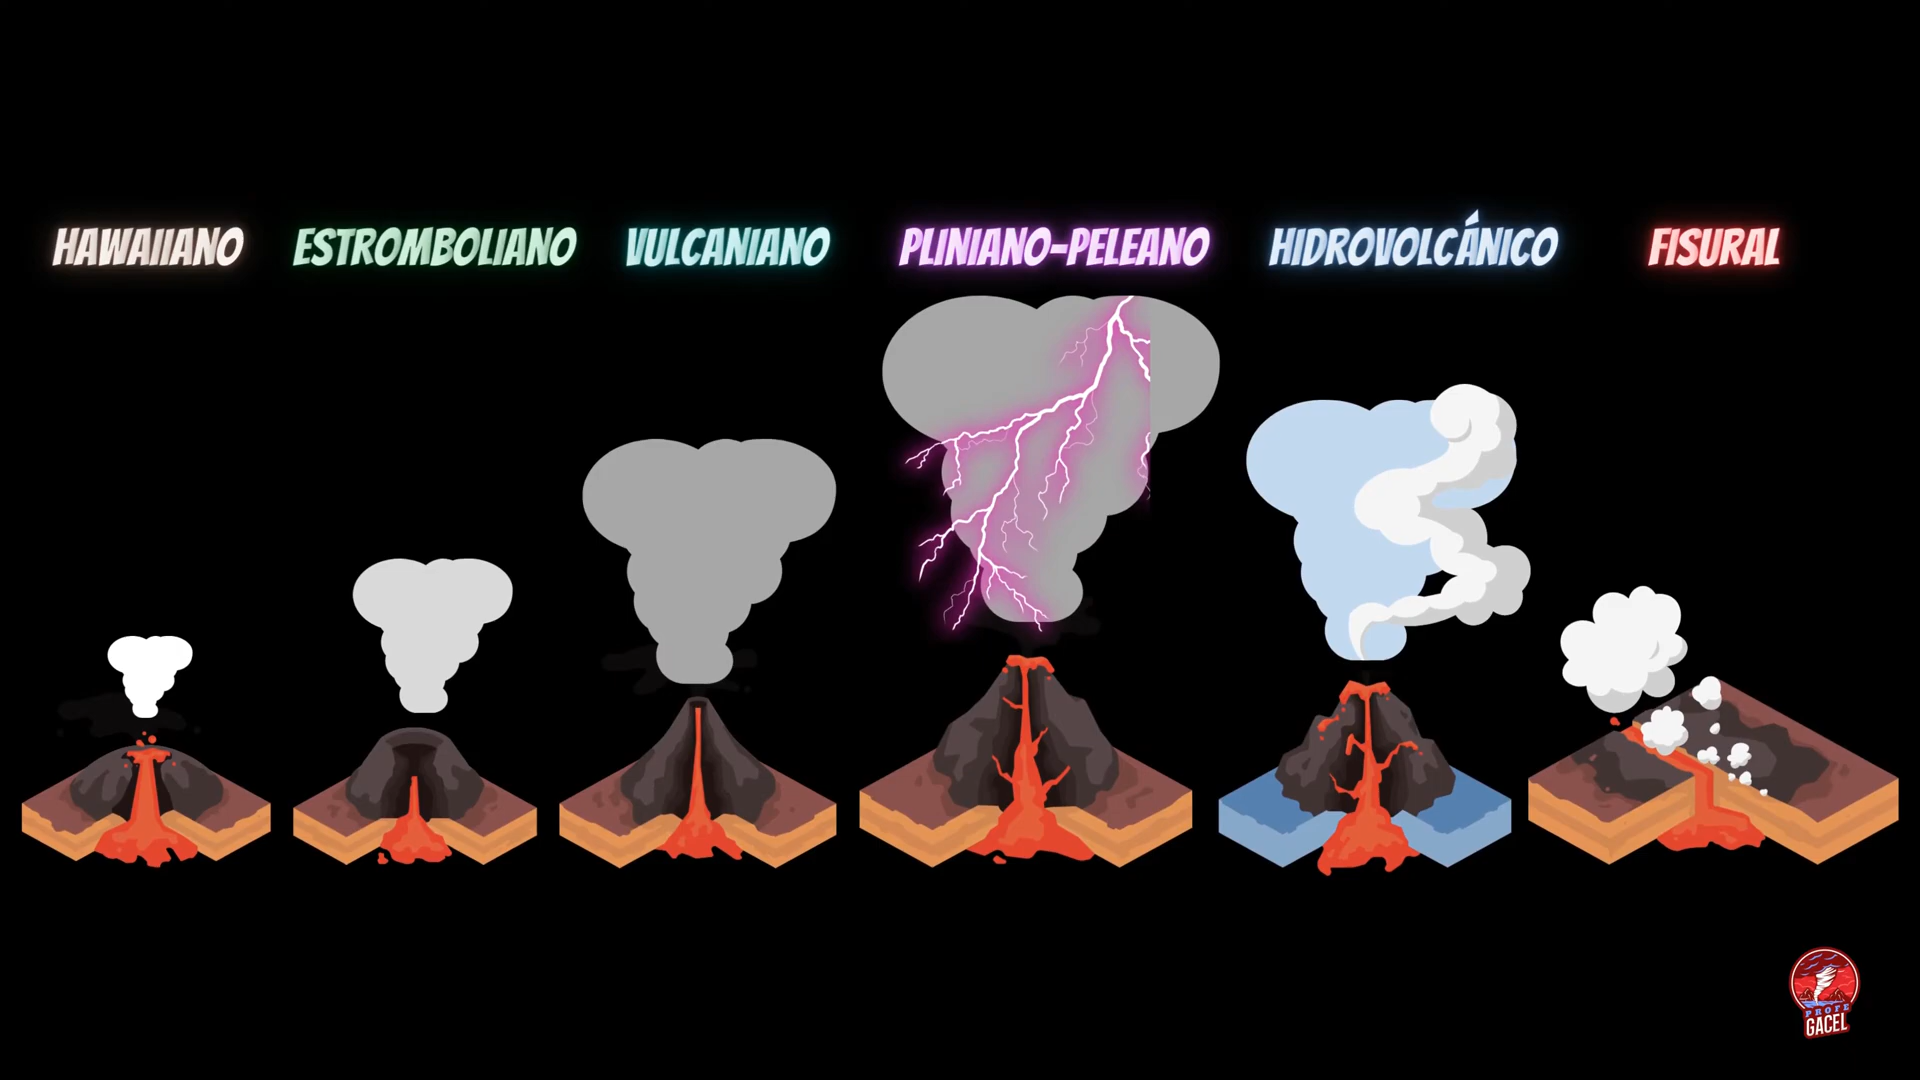 HAWAIIANO
ESTROMBOLIANO
VULCANIANO
PLINIANO-PELEANO
HIDROVOLCÁNICO
FISURAL
PROFE
GACEL